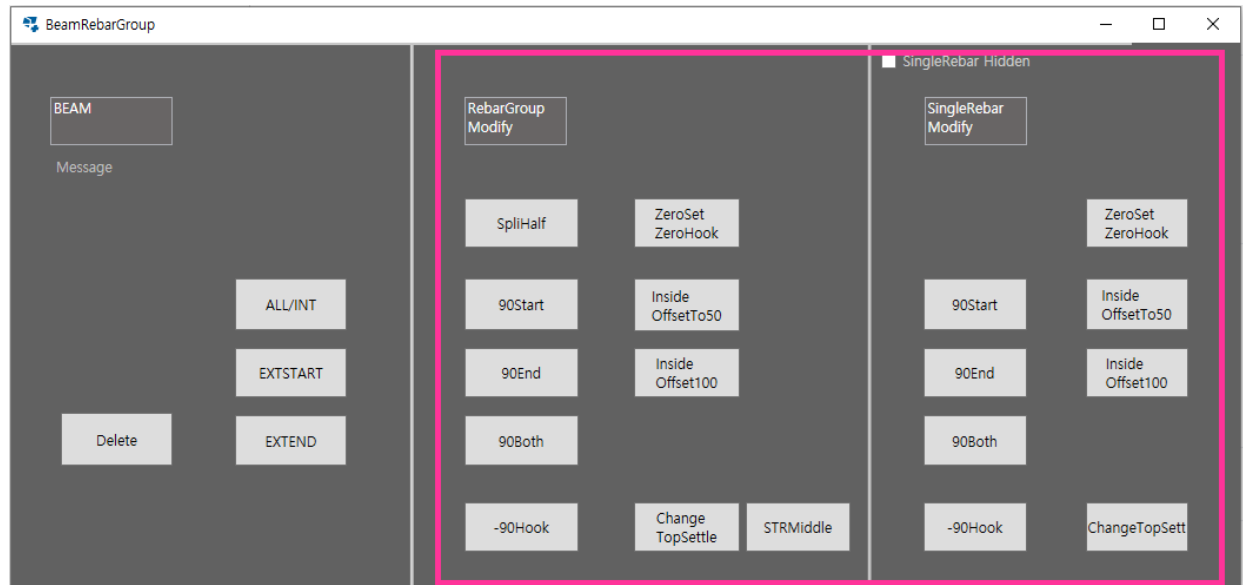 BeamRebarGroup
SingleRebar Hidden
BEAM
Message
ALL/INT
EXTSTART
Delete
EXTEND
RebarGroup
Modify
SpliHalf
ZeroSet
ZeroHook
90Start
Inside
OffsetTo50
90End
Inside
Offset100
90Both
-90Hook
Change
TopSettle
STRMiddle
SingleRebar
Modify
ZeroSet
ZeroHook
90Start
Inside
OffsetTo50
90End
Inside
Offset100
90Both
-90Hook
ChangeTopSett